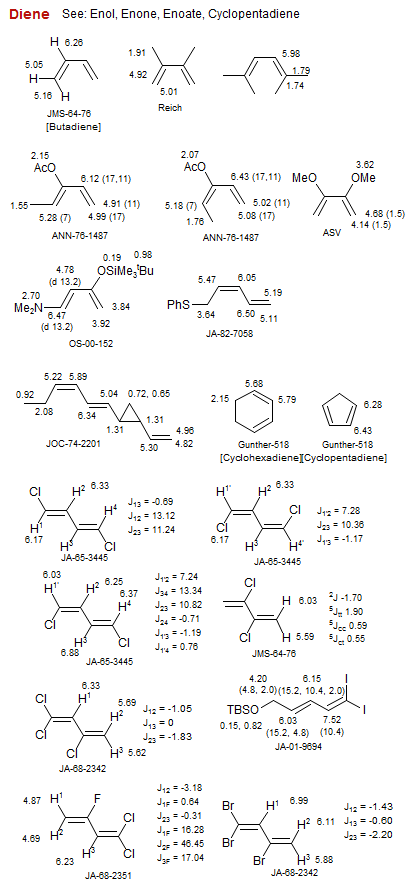 Diene See: Enol, Enone, Enoate, Cyclopentadiene
H 6.26
5.05
H
5.16 H
JMS-64-76
[Butadiene]
1.91
4.92
5.01
Reich
5.98
1.79
1.74
2.15
AcO
6.12 (17,11)
1.55
4.91 (11)
5.28 (7)
4.99 (17)
ANN-76-1487
2.07
AcO
6.43 (17,11)
5.18 (7)
5.02 (11)
5.08 (17)
1.76
ANN-76-1487
3.62
MeO
OMe
4.68 (1.5)
4.14 (1.5)
ASV
0.19 0.98
4.78
(d 13.2)
OSiMe3tBu
2.70
Me2N
6.47
(d 13.2)
3.84
3.92
OS-00-152
5.47 6.05
5.19
PhS
3.64
6.50 5.11
JA-82-7058
5.22 5.89
0.92
5.04 0.72, 0.65
2.08
6.34
1.31
1.31
4.96
5.30
4.82
JOC-74-2201
5.68
2.15
5.79
Gunther-518
[Cyclohexadiene]
6.28
6.43
Gunther-518
[Cyclopentadiene]
Cl
H2 6.33
H4
H1
6.17
H3
Cl
J13 = -0.69
J12 = 13.12
J23 = 11.24
JA-65-3445
H1'
H2 6.33
Cl
Cl
6.17
H3
H4'
J1'2 = 7.28
J23 = 10.36
J1'3 = -1.17
JA-65-3445
6.03
H1'
H2 6.25
6.37
H4
Cl
H3
Cl
6.88
J1'2 = 7.24
J34 = 13.34
J23 = 10.82
J24 = -0.71
J1'3 = -1.19
J1'4 = 0.76
JA-65-3445
Cl
H 6.03
Cl
H 5.59
2J -1.70
5Jtt 1.90
5Jcc 0.59
5Jct 0.55
JMS-64-76
6.33
Cl
H1
5.69
H2
Cl
Cl
H3 5.62
J12 = -1.05
J13 = 0
J23 = -1.83
JA-68-2342
4.20
(4.8, 2.0)
6.15
(15.2, 10.4, 2.0)
I
TBSO
I
0.15, 0.82
6.03
(15.2, 4.8)
7.52
(10.4)
JA-01-9694
4.87 H1
F
Cl
4.69 H2
6.23
H3
Cl
J12 = -3.18
J1F = 0.64
J23 = -0.31
J1F = 16.28
J2F = 46.45
J3F = 17.04
JA-68-2351
Br
H1 6.99
H2 6.11
Br
Br
H3 5.88
J12 = -1.43
J13 = -0.60
J23 = -2.20
JA-68-2342